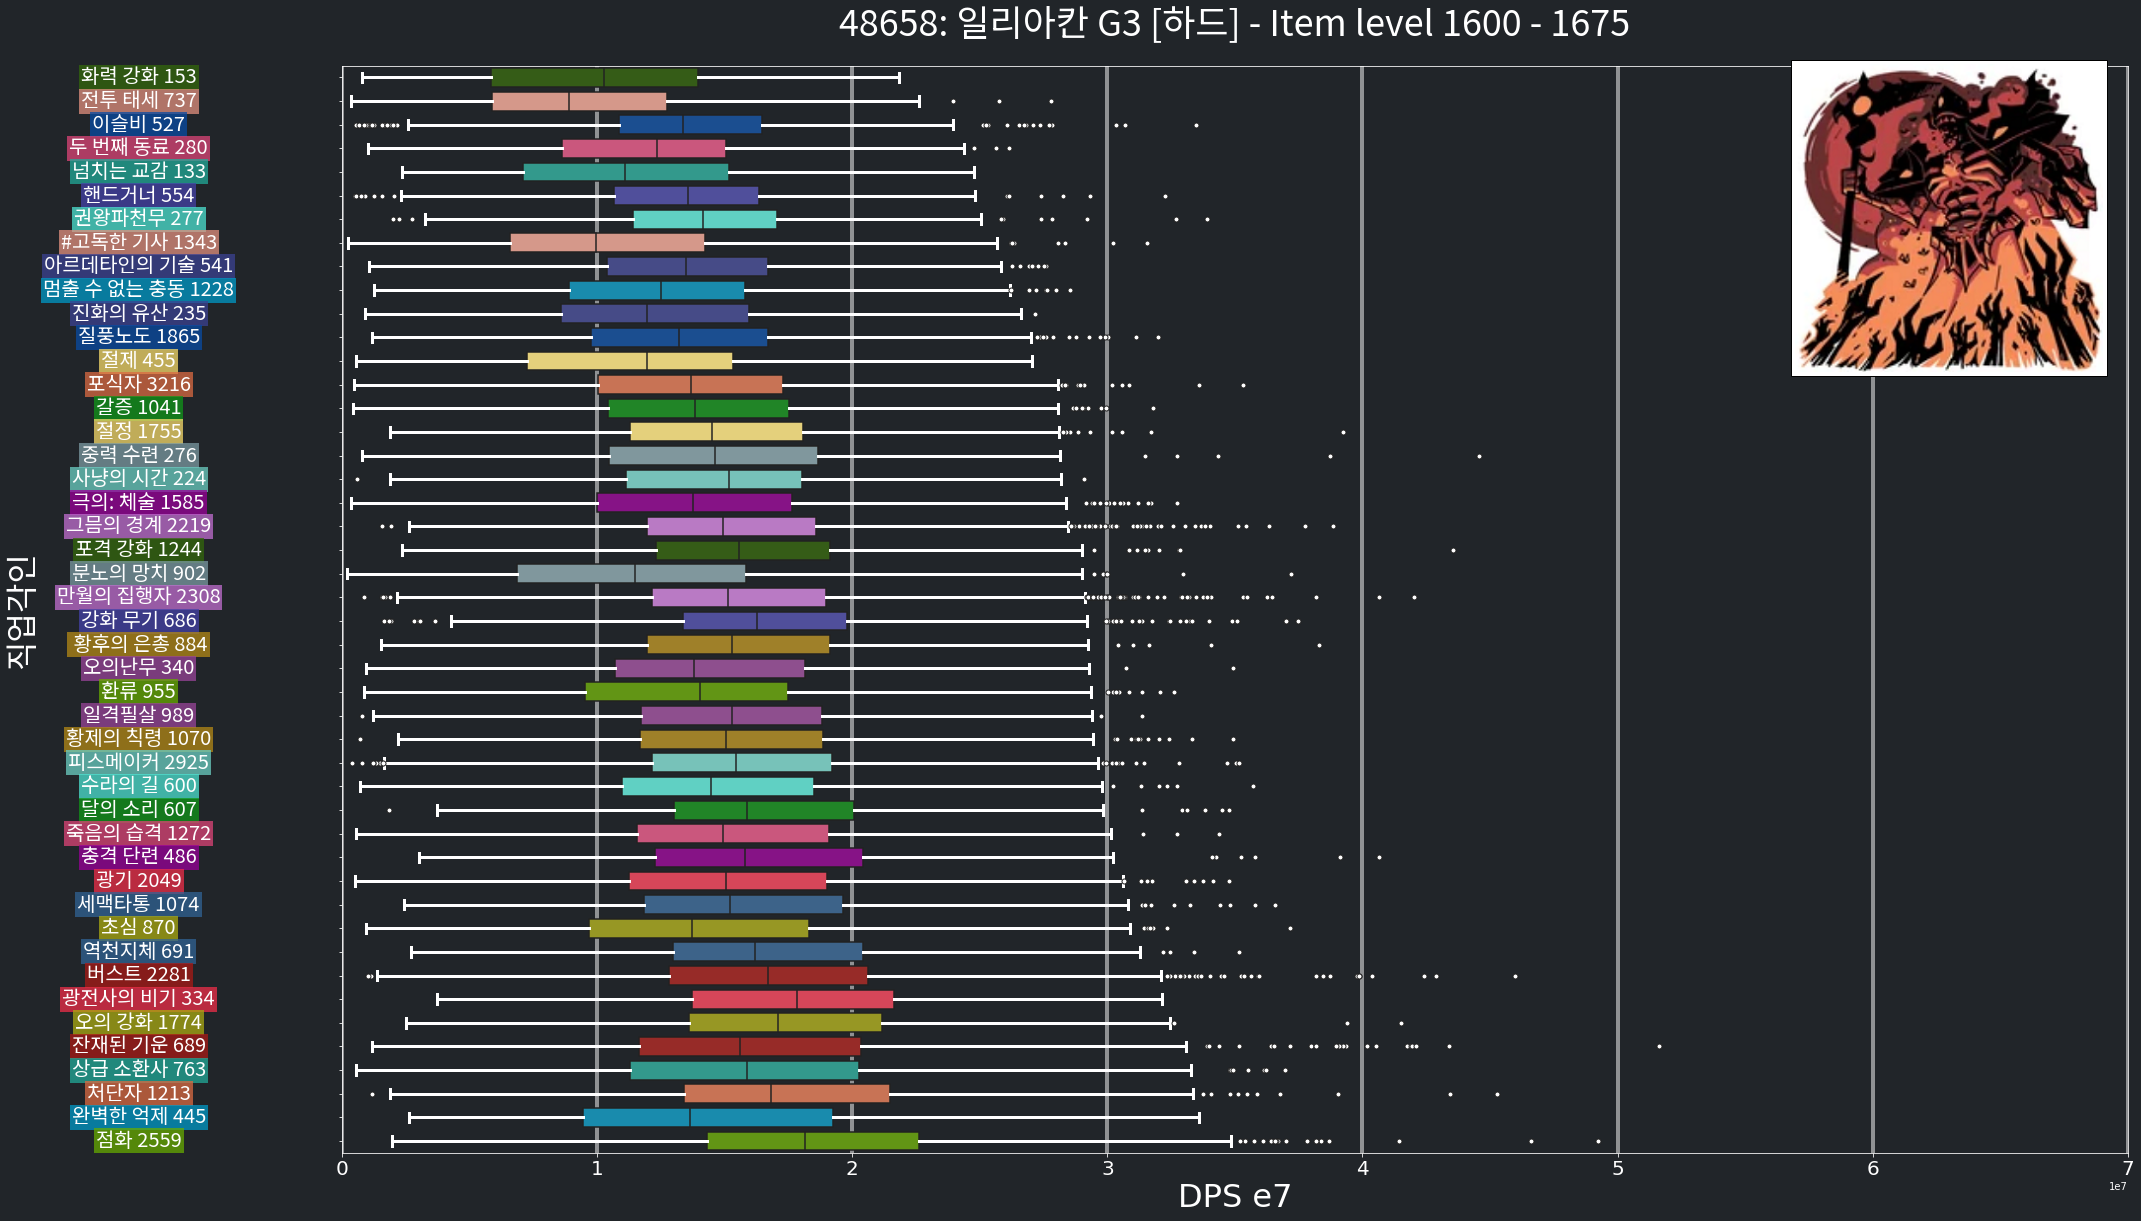 48658: 일리아칸 G3 [하드] - Item level 1600 - 1675
직업각인
화력 강화 153
전투 태세 737
이슬비 527
두 번째 동료 280
넘치는 교감 133
핸드거너 554
권왕파천무 277
#고독한 기사 1343
아르데타인의 기술 541
멈출 수 없는 충동 1228
진화의 유산 235
질풍노도 1865
절제 455
포식자 3216
갈증 1041
절정 1755
중력 수련 276
사냥의 시간 224
극의: 체술 1585
그믐의 경계 2219
포격 강화 1244
분노의 망치 902
만월의 집행자 2308
강화 무기 686
황후의 은총 884
오의난무 340
환류 955
일격필살 989
황제의 칙령 1070
피스메이커 2925
수라의 길 600
달의 소리 607
죽음의 습격 1272
충격 단련 486
광기 2049
세맥타통 1074
초심 870
역천지체 691
버스트 2281
광전사의 비기 334
오의 강화 1774
잔재된 기운 689
상급 소환사 763
처단자 1213
완벽한 억제 445
점화 2559
0 1 2 3 4 5 6 7
1e7
DPS e7